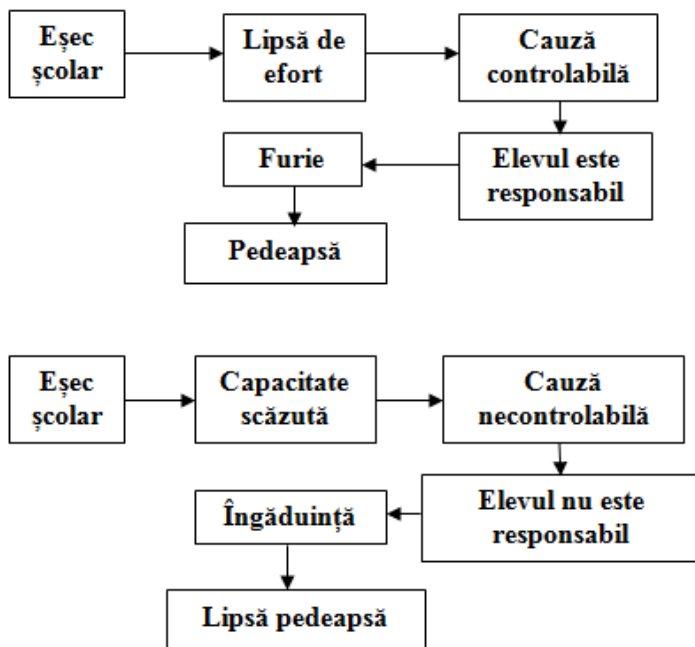 Eșec
școlar
Lipsă de
efort
Cauză
controlabilă
Elevul este
responsabil
Furie
Pedeapsă
Eșec
școlar
Capacitate
scăzută
Cauză
necontrolabilă
Elevul nu este
responsabil
Îngăduință
Lipsă pedeapsă